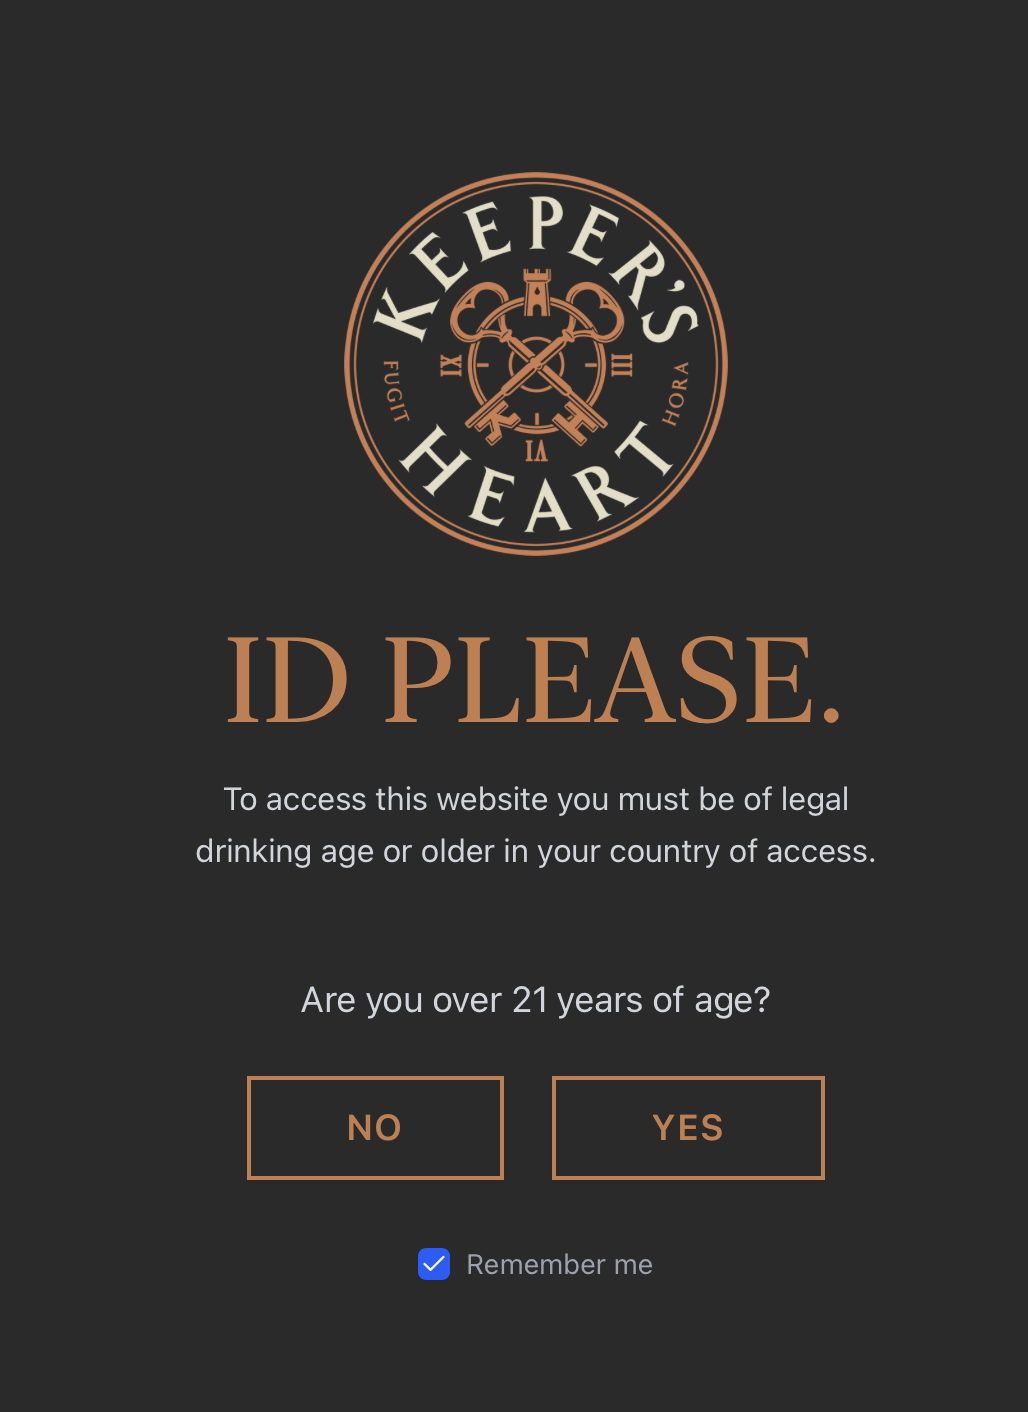 KEEPER'S
FUGIT
HORA
IX
III
VI
K H
HEART
ID PLEASE.
To access this website you must be of legal
drinking age or older in your country of access.
Are you over 21 years of age?
NO
YES
Remember me